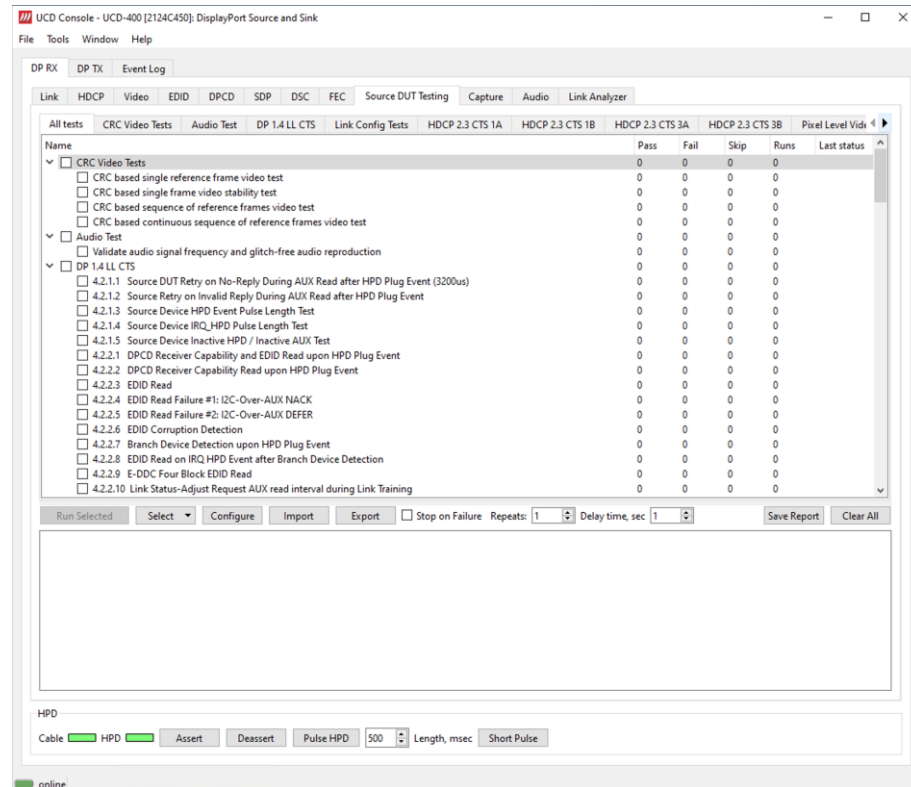 UCD Console - UCD-400 [2124C450]: DisplayPort Source and Sink
File Tools Window Help
DP RX DP TX Event Log
Link HDCP Video EDID DPCD SDP DSC FEC Source DUT Testing Capture Audio Link Analyzer
All tests CRC Video Tests Audio Test DP 1.4 LL CTS Link Config Tests HDCP 2.3 CTS 1A HDCP 2.3 CTS 1B HDCP 2.3 CTS 3A HDCP 2.3 CTS 3B Pixel Level Vide
Name Pass Fail Skip Runs Last status
CRC Video Tests 0 0 0 0
CRC based single reference frame video test 0 0 0 0
CRC based single frame video stability test 0 0 0 0
CRC based sequence of reference frames video test 0 0 0 0
CRC based continuous sequence of reference frames video test 0 0 0 0
Audio Test 0 0 0 0
Validate audio signal frequency and glitch-free audio reproduction 0 0 0 0
DP 1.4 LL CTS 0 0 0 0
4.2.1.1 Source DUT Retry on No-Reply During AUX Read after HPD Plug Event (3200us) 0 0 0 0
4.2.1.2 Source Retry on Invalid Reply During AUX Read after HPD Plug Event 0 0 0 0
4.2.1.3 Source Device HPD Event Pulse Length Test 0 0 0 0
4.2.1.4 Source Device IRQ_HPD Pulse Length Test 0 0 0 0
4.2.1.5 Source Device Inactive HPD / Inactive AUX Test 0 0 0 0
4.2.2.1 DPCD Receiver Capability and EDID Read upon HPD Plug Event 0 0 0 0
4.2.2.2 DPCD Receiver Capability Read upon HPD Plug Event 0 0 0 0
4.2.2.3 EDID Read 0 0 0 0
4.2.2.4 EDID Read Failure #1: I2C-Over-AUX NACK 0 0 0 0
4.2.2.5 EDID Read Failure #2: I2C-Over-AUX DEFER 0 0 0 0
4.2.2.6 EDID Corruption Detection 0 0 0 0
4.2.2.7 Branch Device Detection upon HPD Plug Event 0 0 0 0
4.2.2.8 EDID Read on IRQ HPD Event after Branch Device Detection 0 0 0 0
4.2.2.9 E-DDC Four Block EDID Read 0 0 0 0
4.2.2.10 Link Status-Adjust Request AUX read interval during Link Training 0 0 0 0
Run Selected Select Configure Import Export Stop on Failure Repeats: 1 Delay time, sec 1 Save Report Clear All
HPD
Cable HPD Assert Deassert Pulse HPD 500 Length, msec Short Pulse
online